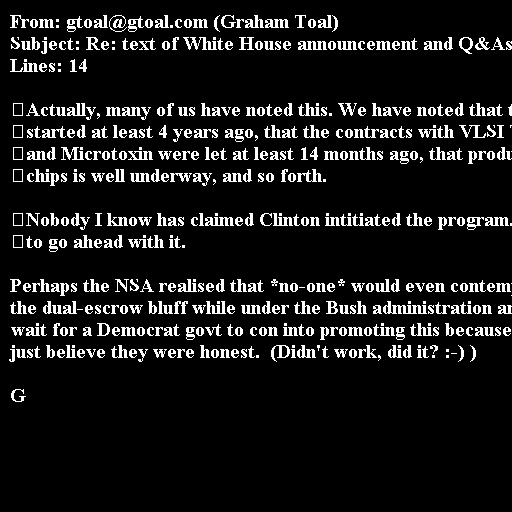 From: gtoal@gtoal.com (Graham Toal)
Subject: Re: text of White House announcement and Q&As
Lines: 14

Actually, many of us have noted this. We have noted that
started at least 4 years ago, that the contracts with VLSI
and Microtoxin were let at least 14 months ago, that
chips is well underway, and so forth.

Nobody I know has claimed Clinton intitiated the program.
to go ahead with it.

Perhaps the NSA realised that *no-one* would even
the dual-escrow bluff while under the Bush administration
wait for a Democrat govt to con into promoting this because
just believe they were honest.  (Didn't work, did it? :-) )

G